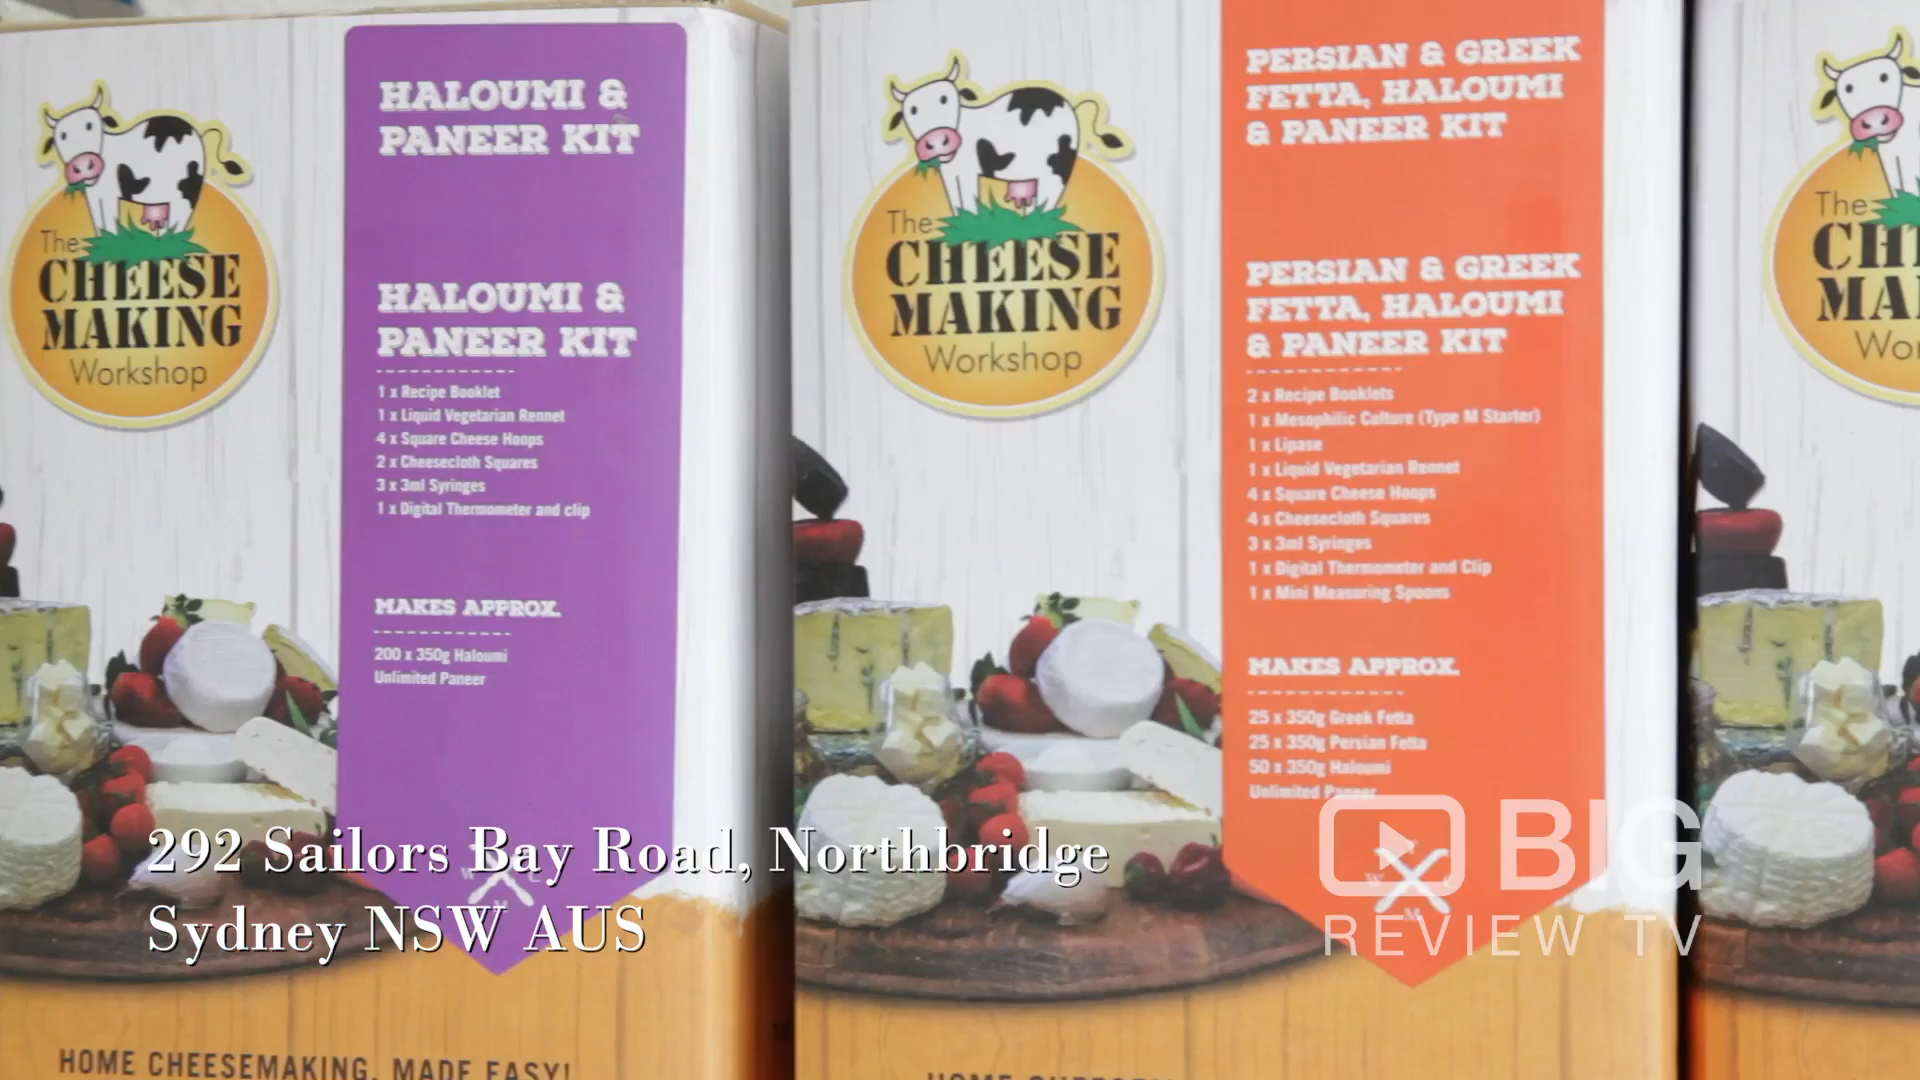 The
CHEESE
MAKING
Workshop
HALOUMI &
PANEER KIT
HALOUMI &
PANEER KIT
1 x Recipe Booklet
1 x Liquid Vegetarian Rennet
4 x Square Cheese Hoops
2 x Cheesecloth Squares
3 x 3ml Syringes
1 x Digital Thermometer and clip
MAKES APPROX.
200 x 350g Haloumi
Unlimited Paneer
W C
M
HOME CHEESEMAKING, MADE EASY!
The
CHEESE
MAKING
Workshop
PERSIAN & GREEK
FETTA, HALOUMI
& PANEER KIT
PERSIAN & GREEK
FETTA, HALOUMI
& PANEER KIT
2 x Recipe Booklets
1 x Mesophilic Culture (Type M Starter)
1 x Lipase
1 x Liquid Vegetarian Rennet
4 x Square Cheese Hoops
4 x Cheesecloth Squares
3 x 3ml Syringes
1 x Digital Thermometer and Clip
1 x Mini Measuring Spoons
MAKES APPROX.
25 x 350g Greek Fetta
25 x 350g Persian Fetta
50 x 350g Haloumi
Unlimited Paneer
W C
M
The
292 Sailors Bay Road, Northbridge
Sydney NSW AUS
BIG
REVIEW TV